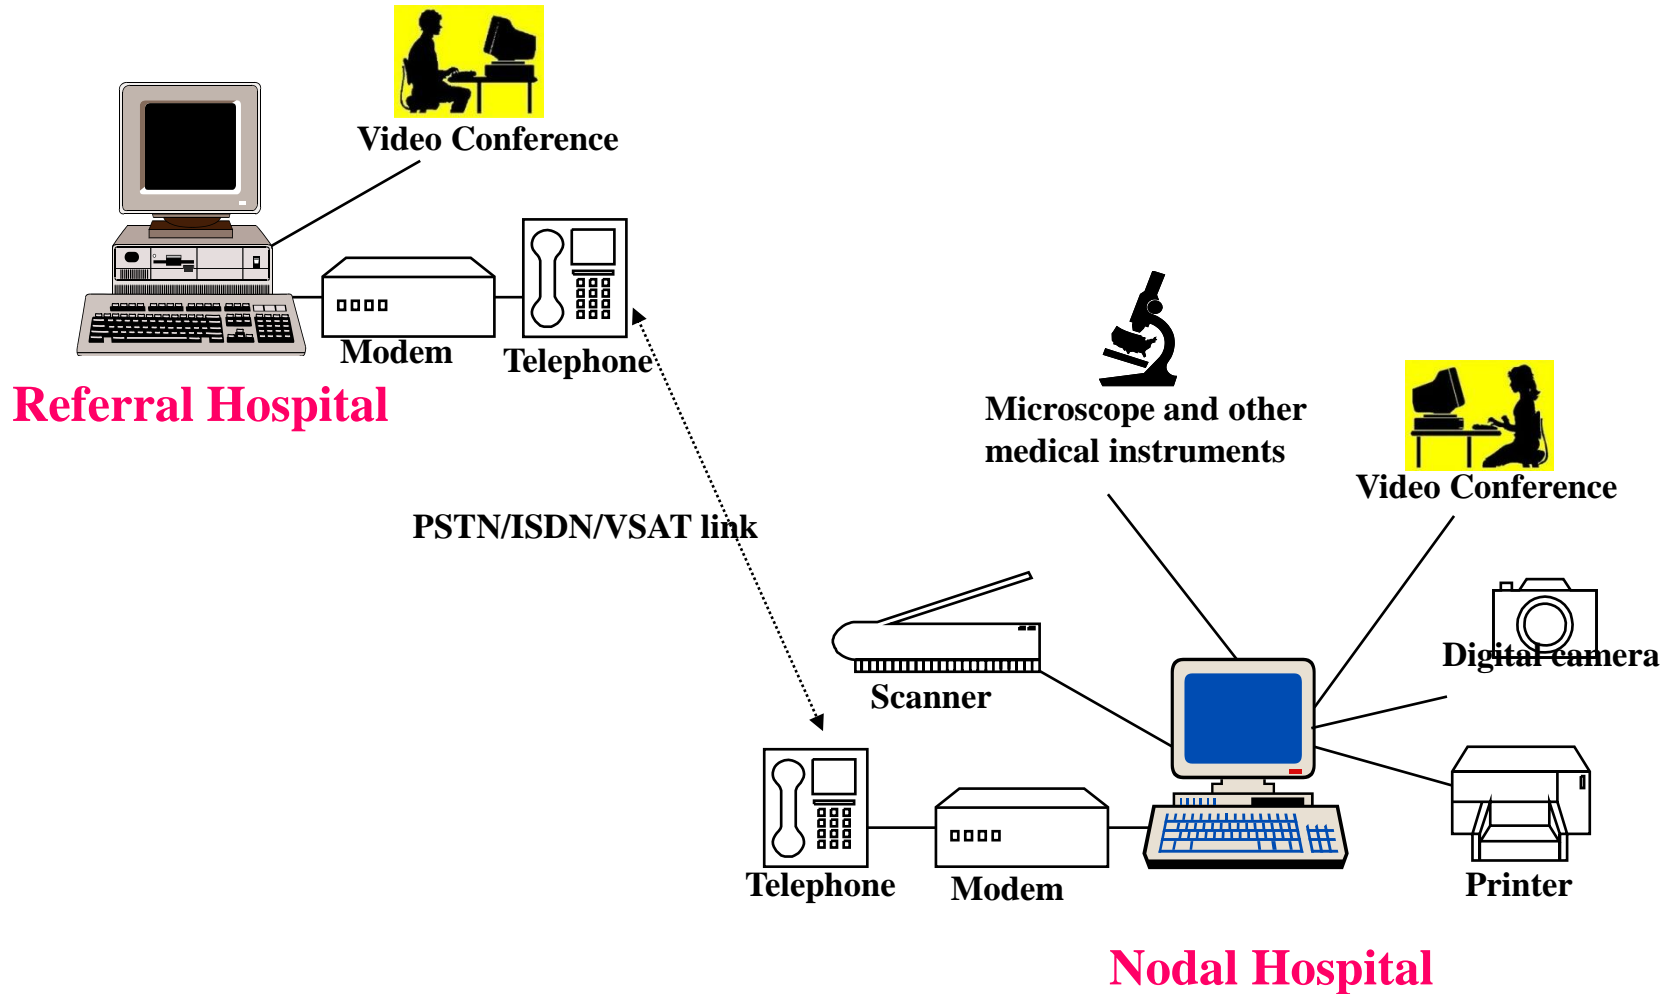 Video Conference
Modem
Telephone
Referral Hospital
Microscope and other
medical instruments
Video Conference
PSTN/ISDN/VSAT link
Digital camera
Scanner
Telephone
Modem
Printer
Nodal Hospital